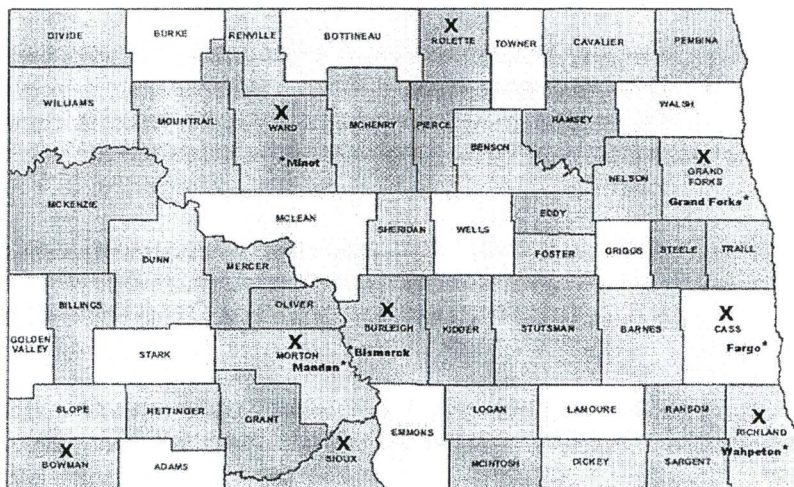 DIVIDE
BURKE
RENVILLE
BOTTINEAU
X
ROLETTE
TOWNER
CAVALIER
PEMBINA
WILLIAMS
MOUNTRAIL
X
WARD
*Minot
MCHENRY
PIERCE
BENSON
RAMSEY
WALSH
MCKENZIE
NELSON
X
GRAND
FORKS
Grand Forks*
DUNN
MCLEAN
SHERIDAN
WELLS
EDDY
FOSTER
GRIGGS
STEELE
TRAILL
MERCER
OLIVER
BILLINGS
GOLDEN
VALLEY
STARK
X
MORTON
Mandan*
X
BURLEIGH
*Bismarck
KIDDER
STUTSMAN
BARNES
X
CASS
Fargo*
SLOPE
HETTINGER
GRANT
EMMONS
LOGAN
LAMOURE
RANSOM
X
RICHLAND
Wahpeton*
X
BOWMAN
ADAMS
X
SIOUX
MCINTOSH
DICKEY
SARGENT